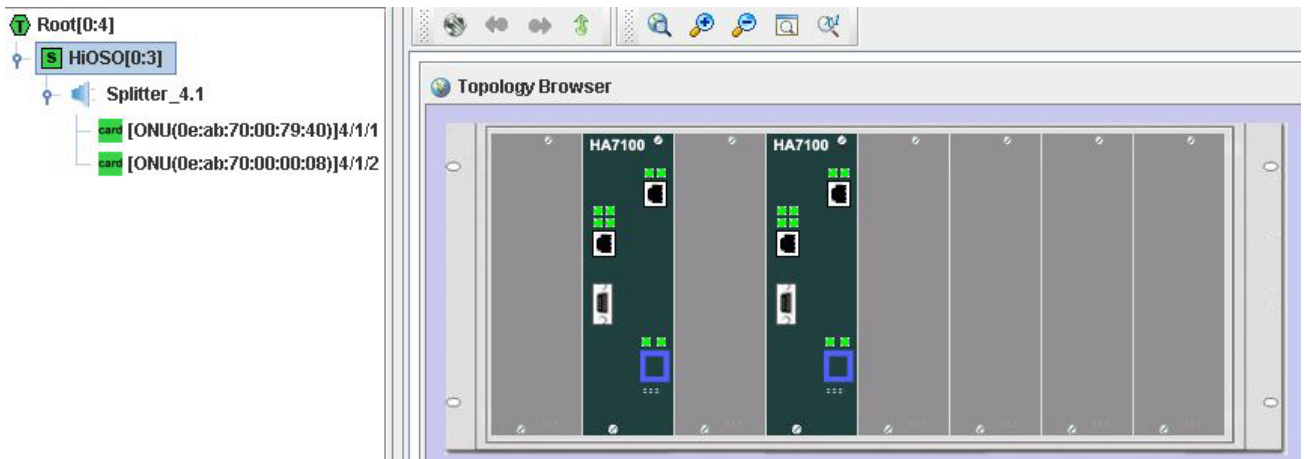 Root[0:4]
S HiOSO[0:3]
Splitter_4.1
card [ONU(0e:ab:70:00:79:40)]4/1/1
card [ONU(0e:ab:70:00:00:08)]4/1/2
Topology Browser
HA7100
HA7100